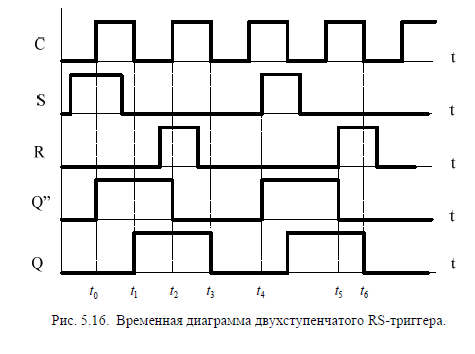 C
t
S
t
R
t
Q”
t
Q
t
t0 t1 t2 t3 t4 t5 t6
Рис. 5.16. Временная диаграмма двухступенчатого RS-триггера.